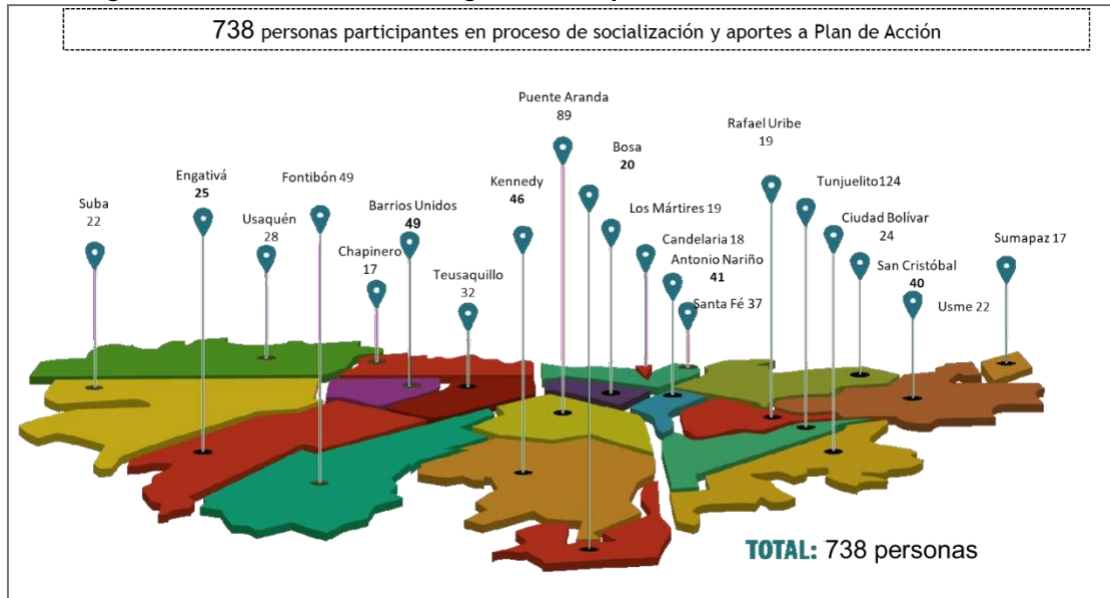 738 personas participantes en proceso de socialización y aportes a Plan de Acción
Puente Aranda
89
Rafael Uribe
19
Bosa
20
Engativá
25
Fontibón 49
Kennedy
46
Tunjuelito124
Suba
22
Usaquén
28
Barrios Unidos
49
Los Mártires 19
Ciudad Bolívar
24
Chapinero
17
Teusaquillo
32
Candelaria 18
Antonio Nariño
41
San Cristóbal
40
Sumapaz 17
Santa Fé 37
Usme 22
TOTAL: 738 personas